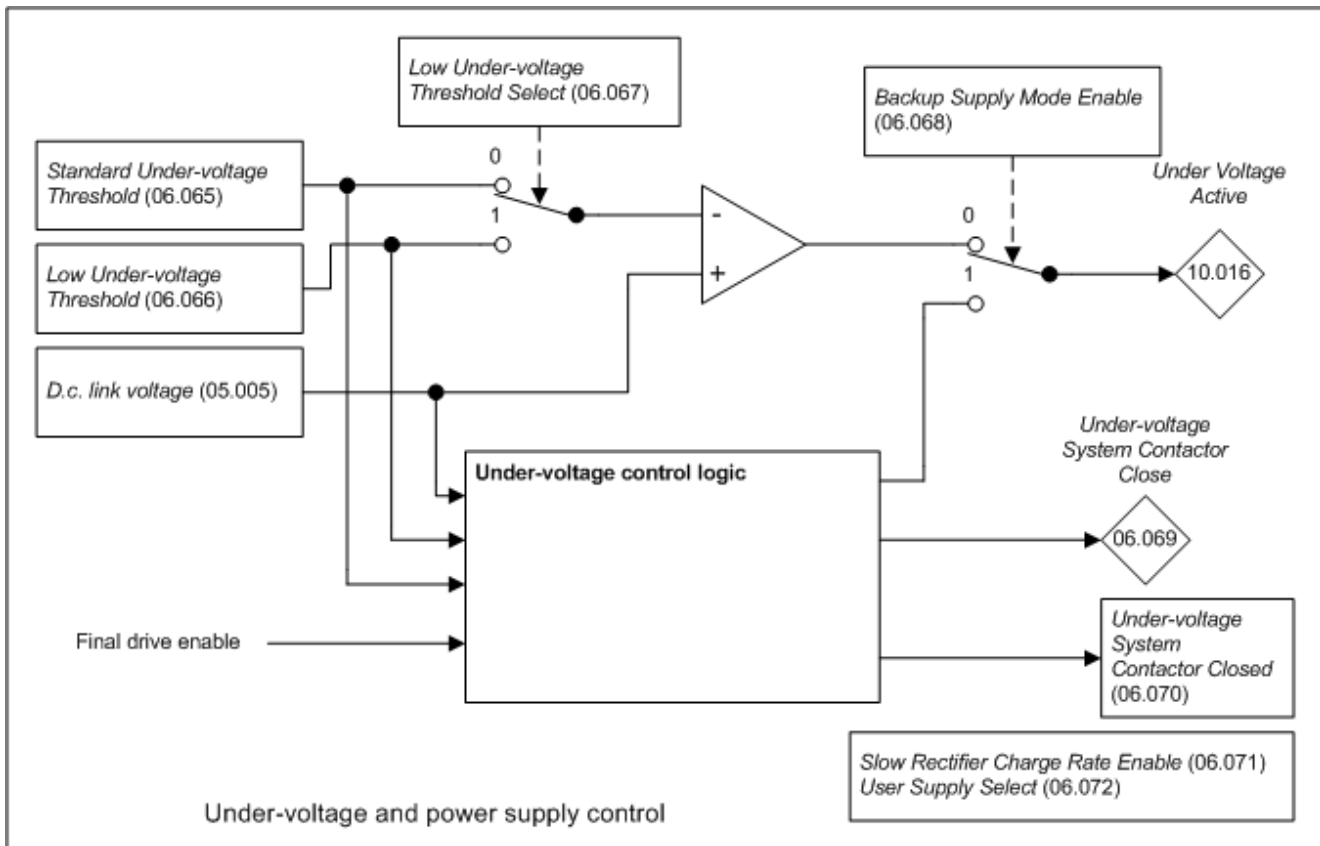 Low Under-voltage
Threshold Select (06.067)
Backup Supply Mode Enable
(06.068)
Standard Under-voltage
Threshold (06.065)
0
1
Low Under-voltage
Threshold (06.066)
-
+
0
1
Under Voltage
Active
10.016
D.c. link voltage (05.005)
Under-voltage control logic
Under-voltage
System Contactor
Close
06.069
Final drive enable
Under-voltage
System
Contactor Closed
(06.070)
Slow Rectifier Charge Rate Enable (06.071)
User Supply Select (06.072)
Under-voltage and power supply control